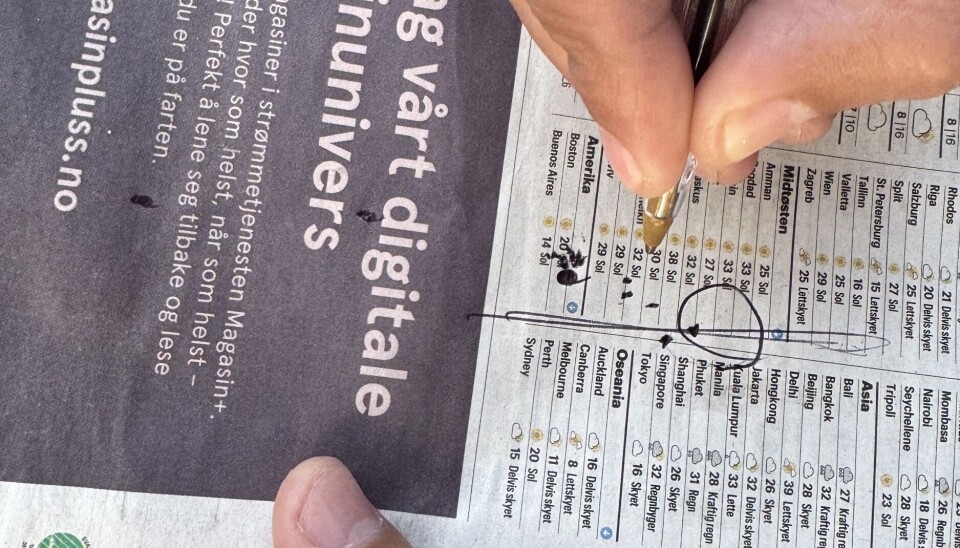 8|16
8|16
7|10
Rhodos 21 Delvis skyet
Riga 20 Delvis skyet
Salzburg 25 Lettskyet
Split 27 Sol
St. Petersburg 15 Lettskyet
Tallinn 16 Sol
Valletta 25 Sol
Wien 29 Sol
Zagreb 25 Lettskyet
Midtøsten
Amman 25 Sol
33 Sol
33 Sol
27 Sol
32 Sol
38 Sol
30 Sol
32 Sol
29 Sol
29 Sol
Amerika
Boston 20
Buenos Aires 14 Sol
Mombasa 26
Nairobi 18 Delvis
Seychellene 28 Skyet
Tripoli 23 Sol
Asia
Bali 27 Kraftig
Bangkok 32 Kraftig
Beijing 28 Skyet
Delhi 39 Lettskyet
Hongkong 26 Skyet
Jakarta 32 Delvis skyet
Kuala Lumpur 33 Lette
Manila 28 Kraftig regn
Phuket 31 Regn
Shanghai 26 Skyet
Singapore 32 Regnbyger
Tokyo 16 Skyet
Oseania
Auckland 16 Delvis skyet
Canberra 8 Lettskyet
Melbourne 11 Delvis skyet
Perth 20 Sol
Sydney 15 Delvis skyet
vårt digitale
nunivers
agasiner i strømmetjenesten Magasin+.
der hvor som helst, når som helst –
Perfekt å lene seg tilbake og lese
du er på farten.
asinpluss.no